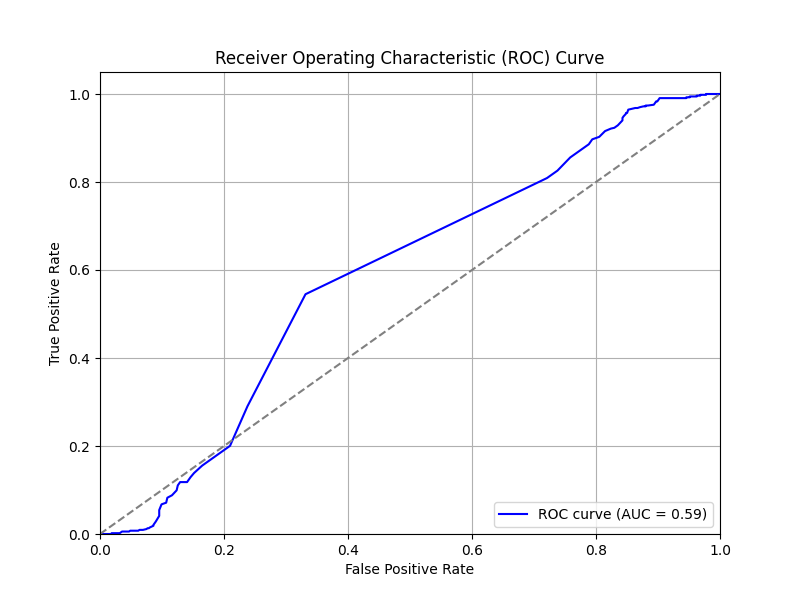 Receiver Operating Characteristic (ROC) Curve
True Positive Rate
1.0
0.8
0.6
0.4
0.2
0.0
0.0 0.2 0.4 0.6 0.8 1.0
False Positive Rate
ROC curve (AUC = 0.59)